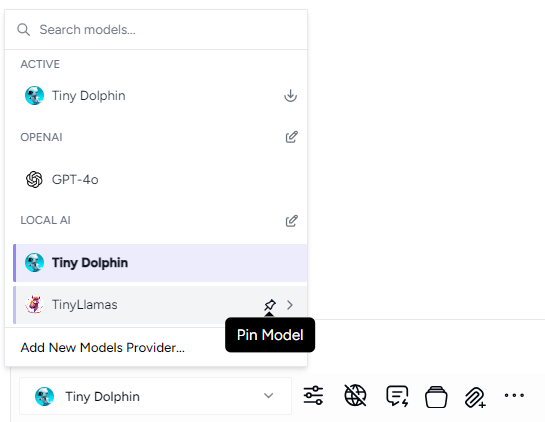 Search models...
ACTIVE
Tiny Dolphin
OPENAI
GPT-4o
LOCAL AI
Tiny Dolphin
TinyLlamas
Pin Model
Add New Models Provider...
Tiny Dolphin